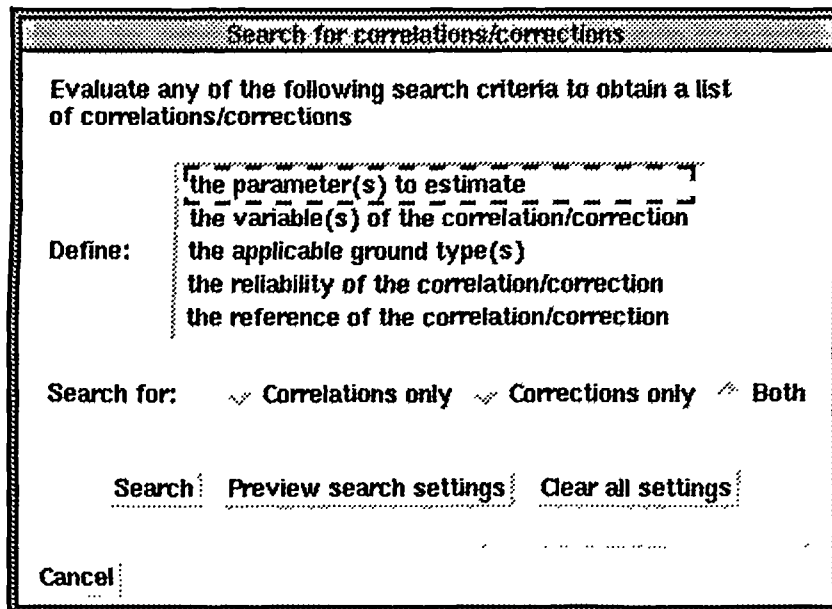 Search for correlations/corrections
Evaluate any of the following search criteria to obtain a list
of correlations/corrections
the parameter(s) to estimate
the variable(s) of the correlation/correction
Define: the applicable ground type(s)
the reliability of the correlation/correction
the reference of the correlation/correction
Search for: Correlations only Corrections only Both
Search Preview search settings Clear all settings
Cancel